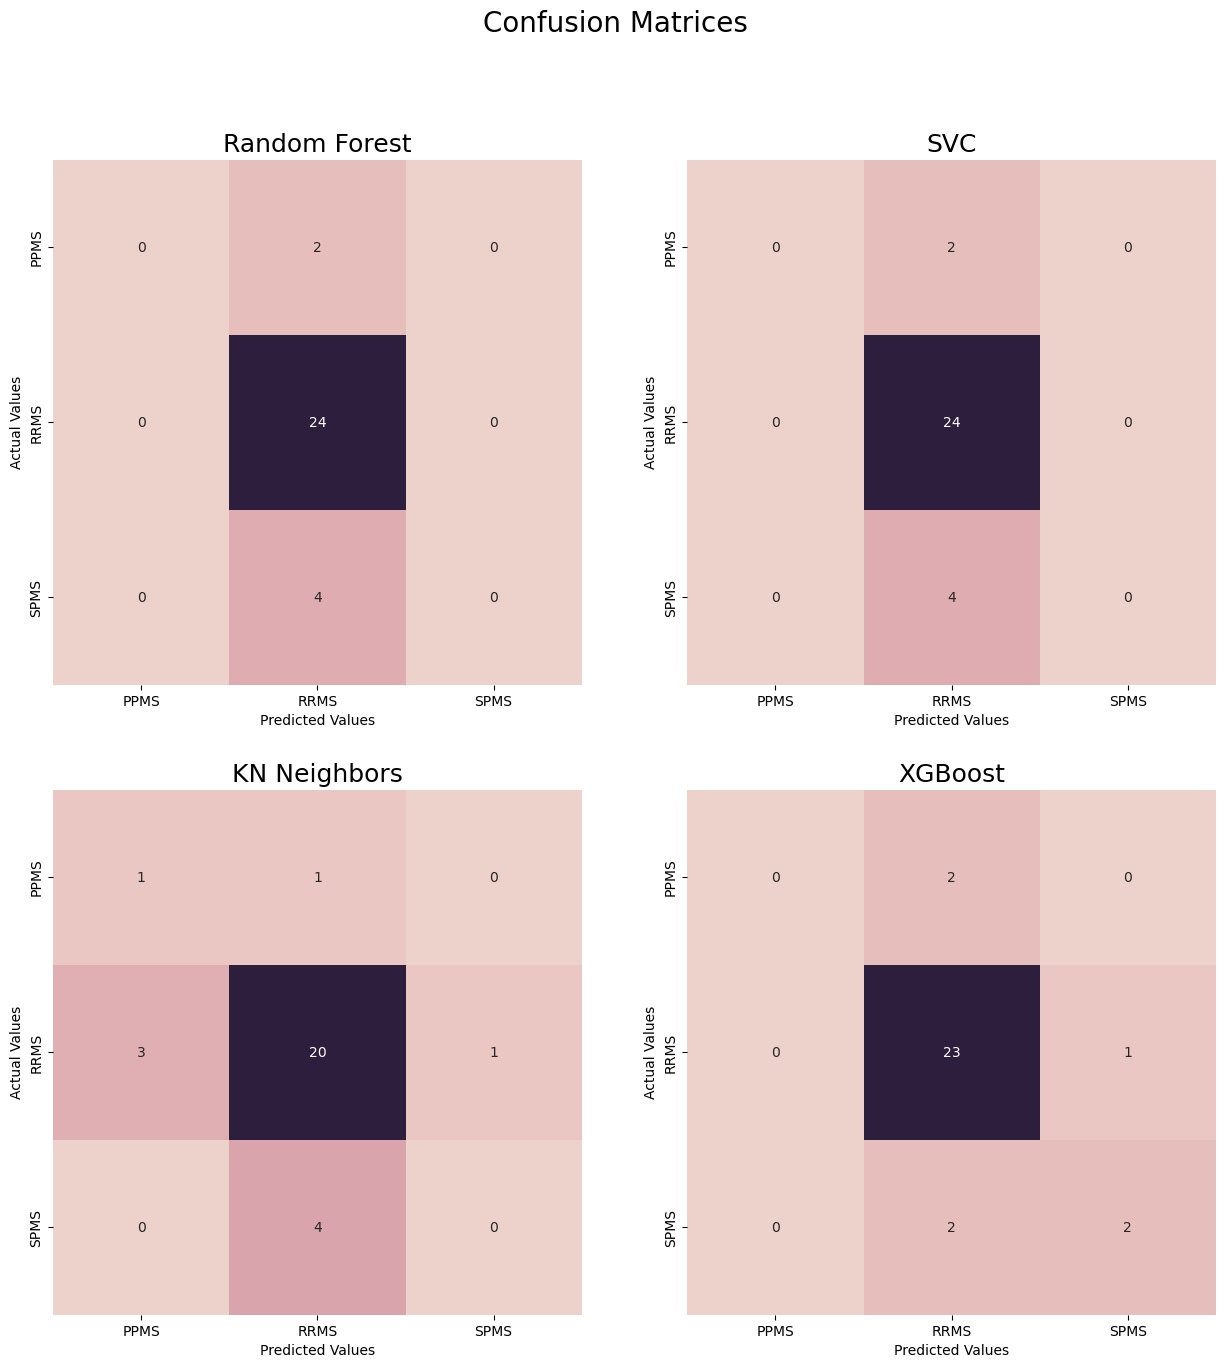 Confusion Matrices
Random Forest
PPMS
0
2
0
Actual Values
RRMS
0
24
0
SPMS
0
4
0
PPMS
RRMS
SPMS
Predicted Values
SVC
PPMS
0
2
0
Actual Values
RRMS
0
24
0
SPMS
0
4
0
PPMS
RRMS
SPMS
Predicted Values
KN Neighbors
PPMS
1
1
0
Actual Values
RRMS
3
20
1
SPMS
0
4
0
PPMS
RRMS
SPMS
Predicted Values
XGBoost
PPMS
0
2
0
Actual Values
RRMS
0
23
1
SPMS
0
2
2
PPMS
RRMS
SPMS
Predicted Values